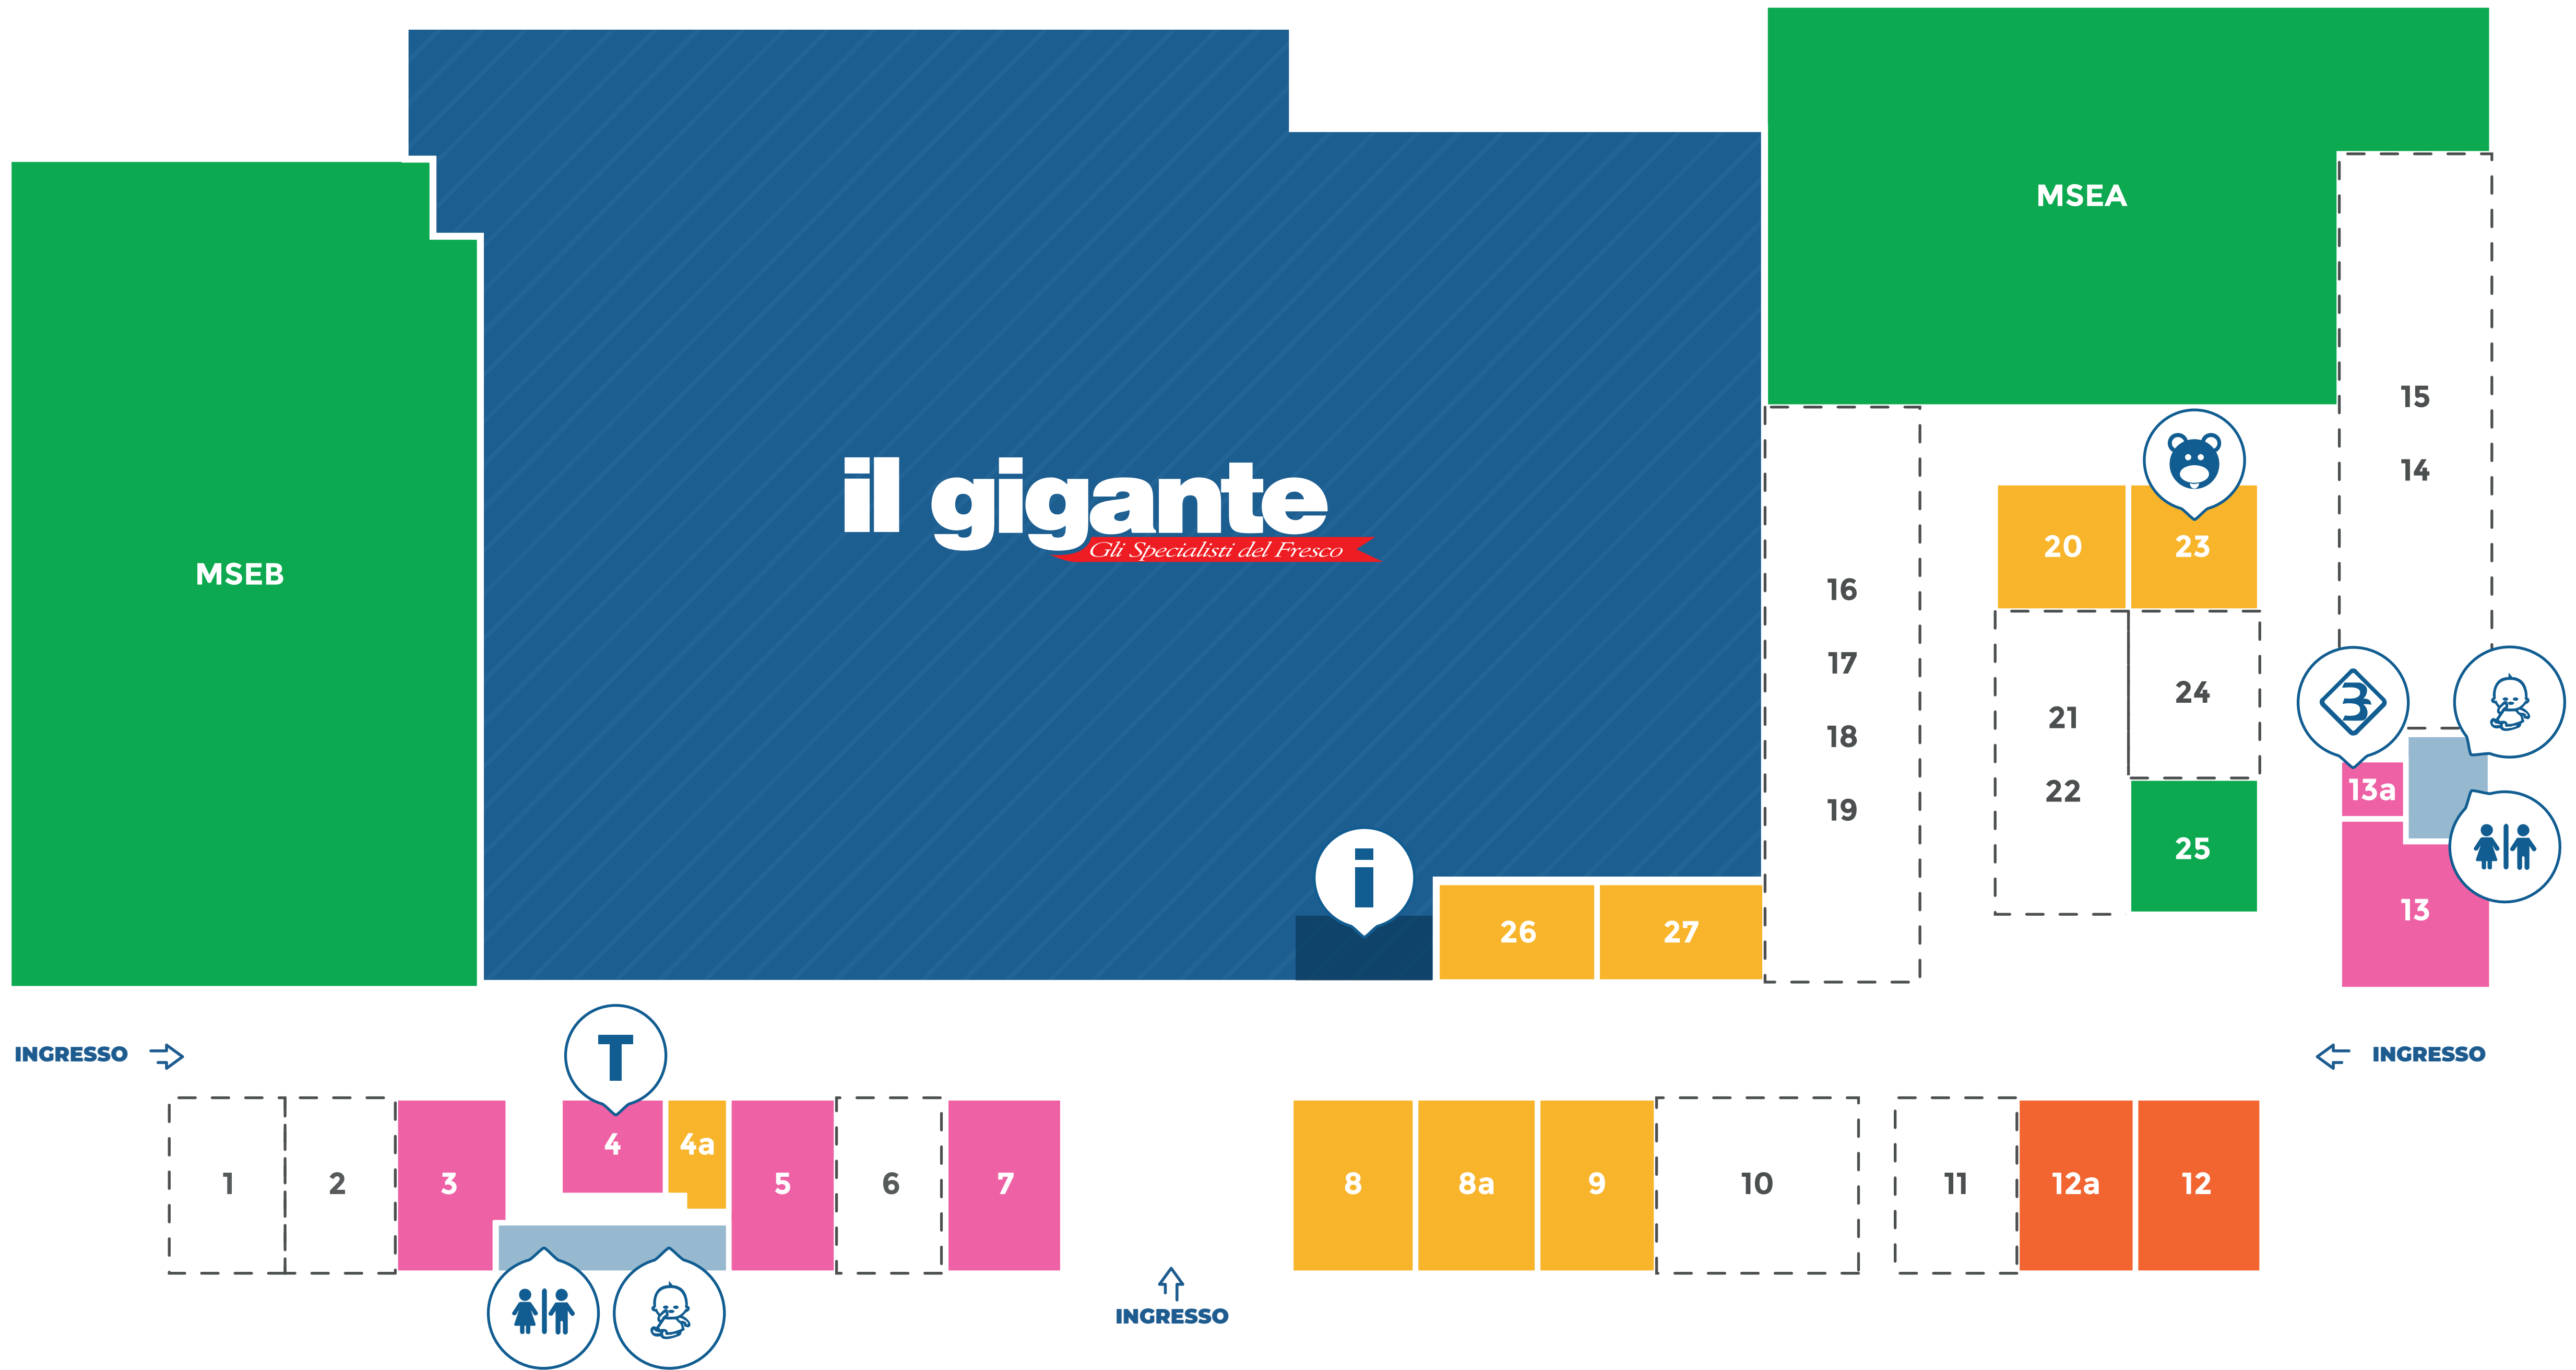 MSEA
MSEB
il gigante
Gli Specialisti del Fresco
15
14
16
17
18
19
20
23
21
22
24
25
3
13a
13
i
26
27
INGRESSO
INGRESSO
T
1
2
3
4
4a
5
6
7
8
8a
9
10
11
12a
12
INGRESSO